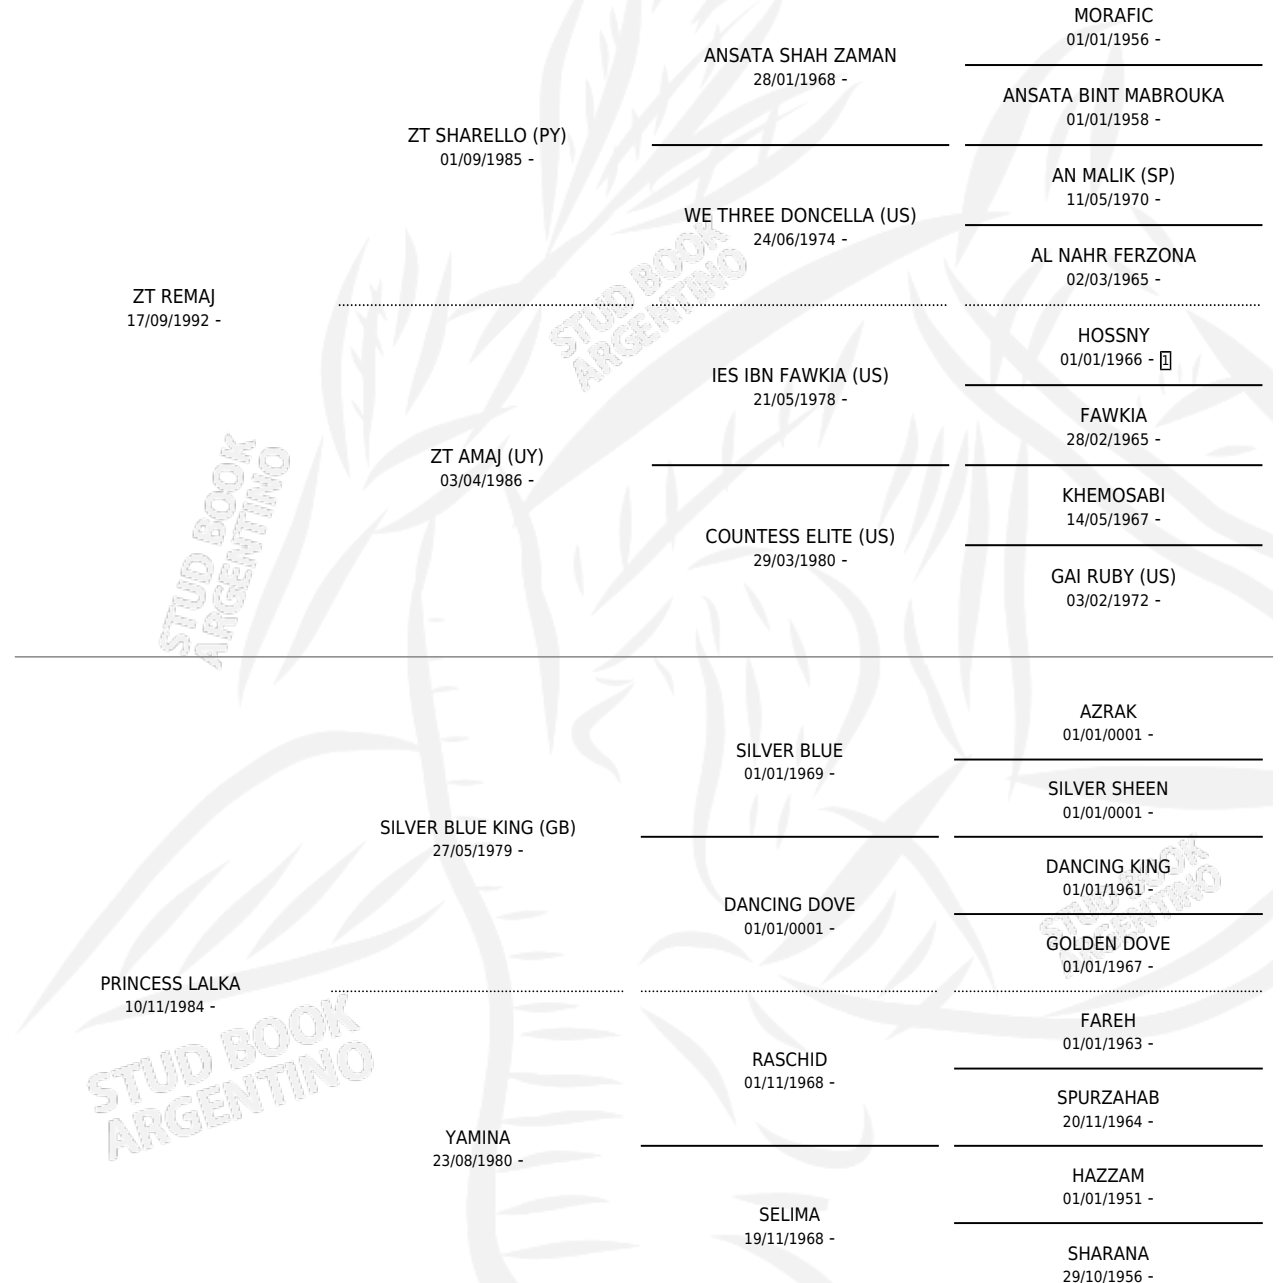 MORAFIC
01/01/1956 -
ANSATA SHAH ZAMAN
28/01/1968 -
ANSATA BINT MABROUKA
01/01/1958 -
ZT SHARELLO (PY)
01/09/1985 -
AN MALIK (SP)
11/05/1970 -
WE THREE DONCELLA (US)
24/06/1974 -
AL NAHR FERZONA
02/03/1965 -
ZT REMAJ
17/09/1992 -
HOSSNY
01/01/1966 - 1
IES IBN FAWKIA (US)
21/05/1978 -
FAWKIA
28/02/1965 -
ZT AMAJ (UY)
03/04/1986 -
KHEMOSABI
14/05/1967 -
COUNTESS ELITE (US)
29/03/1980 -
GAI RUBY (US)
03/02/1972 -
AZRAK
01/01/0001 -
SILVER BLUE
01/01/1969 -
SILVER SHEEN
01/01/0001 -
SILVER BLUE KING (GB)
27/05/1979 -
DANCING KING
01/01/1961 -
DANCING DOVE
01/01/0001 -
GOLDEN DOVE
01/01/1967 -
PRINCESS LALKA
10/11/1984 -
FAREH
01/01/1963 -
RASCHID
01/11/1968 -
SPURZAHAB
20/11/1964 -
YAMINA
23/08/1980 -
HAZZAM
01/01/1951 -
SELIMA
19/11/1968 -
SHARANA
29/10/1956 -
STUD BOOK
ARGENTINO
STUD BOOK
ARGENTINO
STUD BOOK
ARGENTINO
STUD BOOK
ARGENTINO